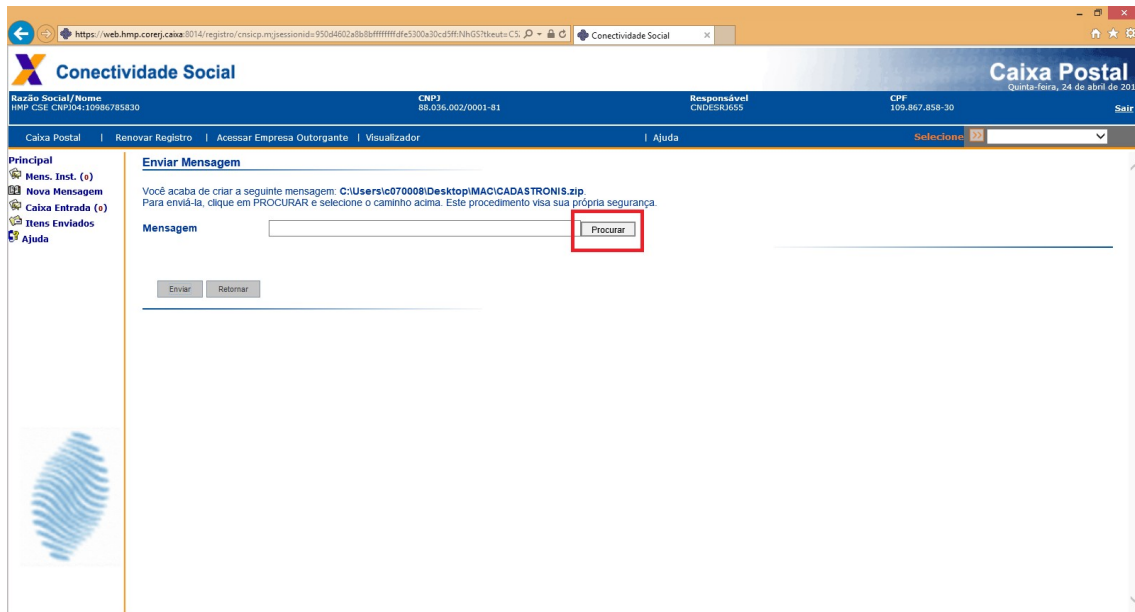 https://web.hmp.corerj.caixa:8014/registro/cnsicp.m;jsessionid=950d4602a8b8bffffffffdfe5300a30cd5ff:NhGS?tkeut=C5;
Conectividade Social
Conectividade Social
Caixa Postal
Quinta-feira, 24 de abril de 201
Razão Social/Nome
HMP CSE CNPJ04:10986785830
CNPJ
88.036.002/0001-81
Responsável
CNDESRJ655
CPF
109.867.858-30
Sair
Caixa Postal | Renovar Registro | Acessar Empresa Outorgante | Visualizador | Ajuda Selecione
Principal
Mens. Inst. (0)
Nova Mensagem
Caixa Entrada (0)
Itens Enviados
Ajuda
Enviar Mensagem
Você acaba de criar a seguinte mensagem: C:\Users\c070008\Desktop\MAC\CADASTRONIS.zip.
Para enviá-la, clique em PROCURAR e selecione o caminho acima. Este procedimento visa sua própria segurança.
Mensagem Procurar
Enviar Retornar